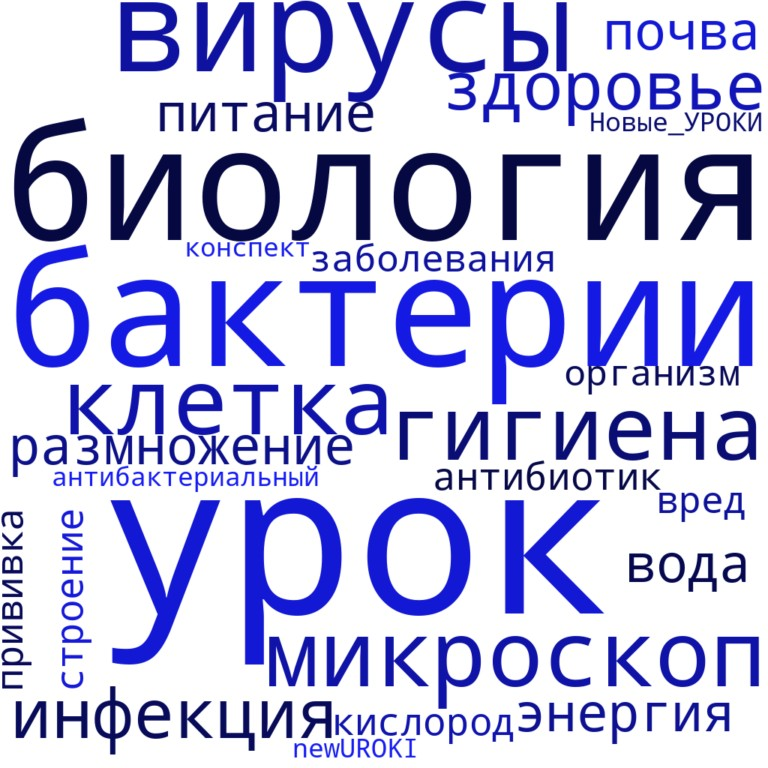 вирусы
почва
здоровье
питание
Новые_УРОКИ
биология
конспект
заболевания
бактерии
организм
клетка
гигиена
размножение
антибактериальный
антибиотик
вред
урок
прививка
строение
вода
микроскоп
инфекция
кислород
энергия
newUROKI